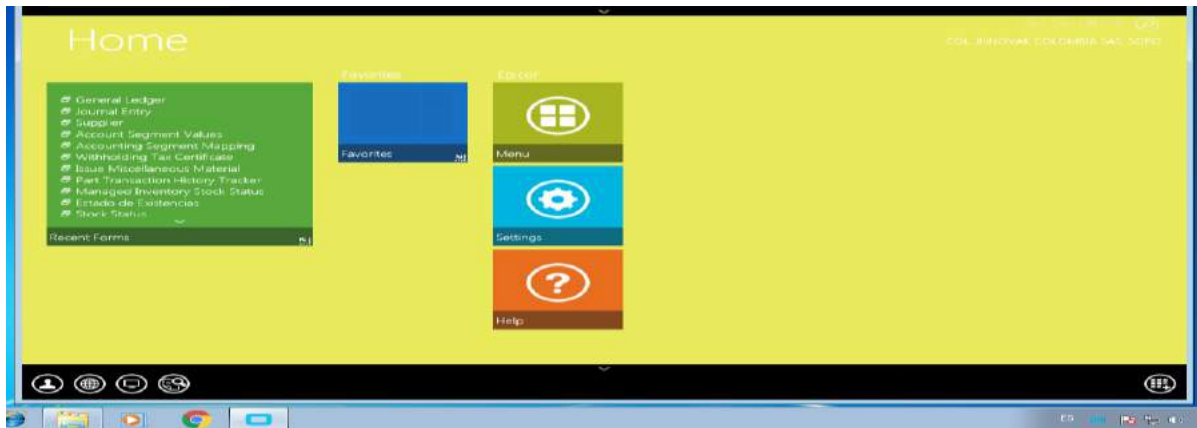 Home
COL. INNOVAK COLOMBIA SAS, SOPO
Favorites
Epicor
General Ledger
Journal Entry
Supplier
Account Segment Values
Accounting Segment Mapping
Withholding Tax Certificate
Issue Miscellaneous Material
Part Transaction History Tracker
Managed Inventory Stock Status
Estado de Existencias
Stock Status
Recent Forms
Favorites
Menu
Settings
Help
ES